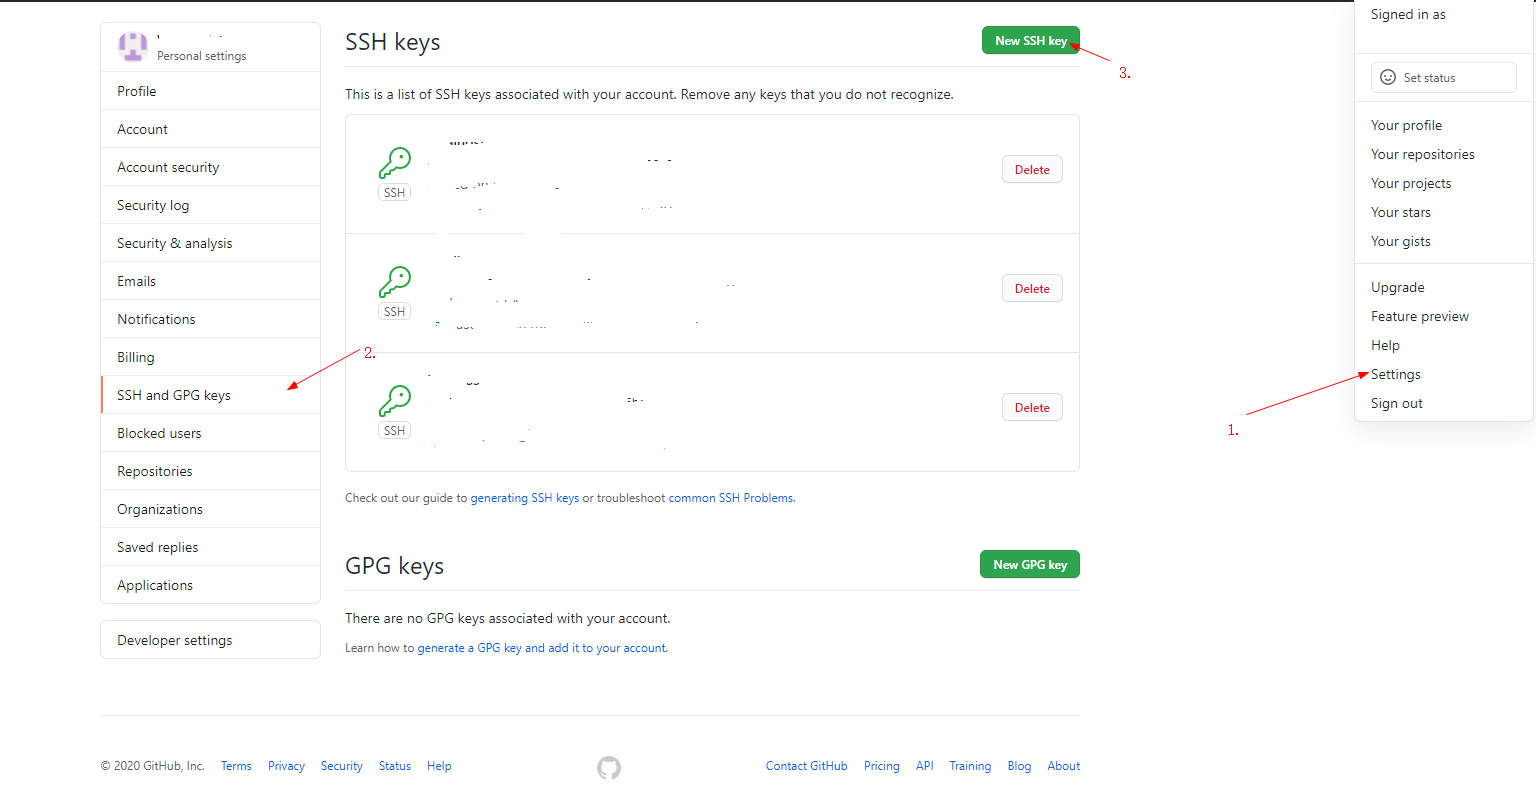 Personal settings
Profile
Account
Account security
Security log
Security & analysis
Emails
Notifications
Billing
SSH and GPG keys
Blocked users
Repositories
Organizations
Saved replies
Applications
Developer settings
2.
SSH keys
New SSH key
3.
This is a list of SSH keys associated with your account. Remove any keys that you do not recognize.
SSH
Delete
SSH
Delete
SSH
Delete
Check out our guide to generating SSH keys or troubleshoot common SSH Problems.
GPG keys
New GPG key
There are no GPG keys associated with your account.
Learn how to generate a GPG key and add it to your account.
Signed in as
Set status
Your profile
Your repositories
Your projects
Your stars
Your gists
Upgrade
Feature preview
Help
Settings
Sign out
1.
© 2020 GitHub, Inc. Terms Privacy Security Status Help Contact GitHub Pricing API Training Blog About